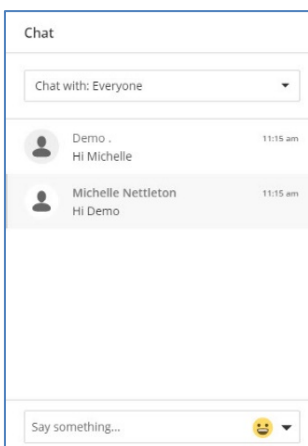 Chat
Chat with: Everyone
Demo . 11:15 am
Hi Michelle
Michelle Nettleton 11:15 am
Hi Demo
Say something...